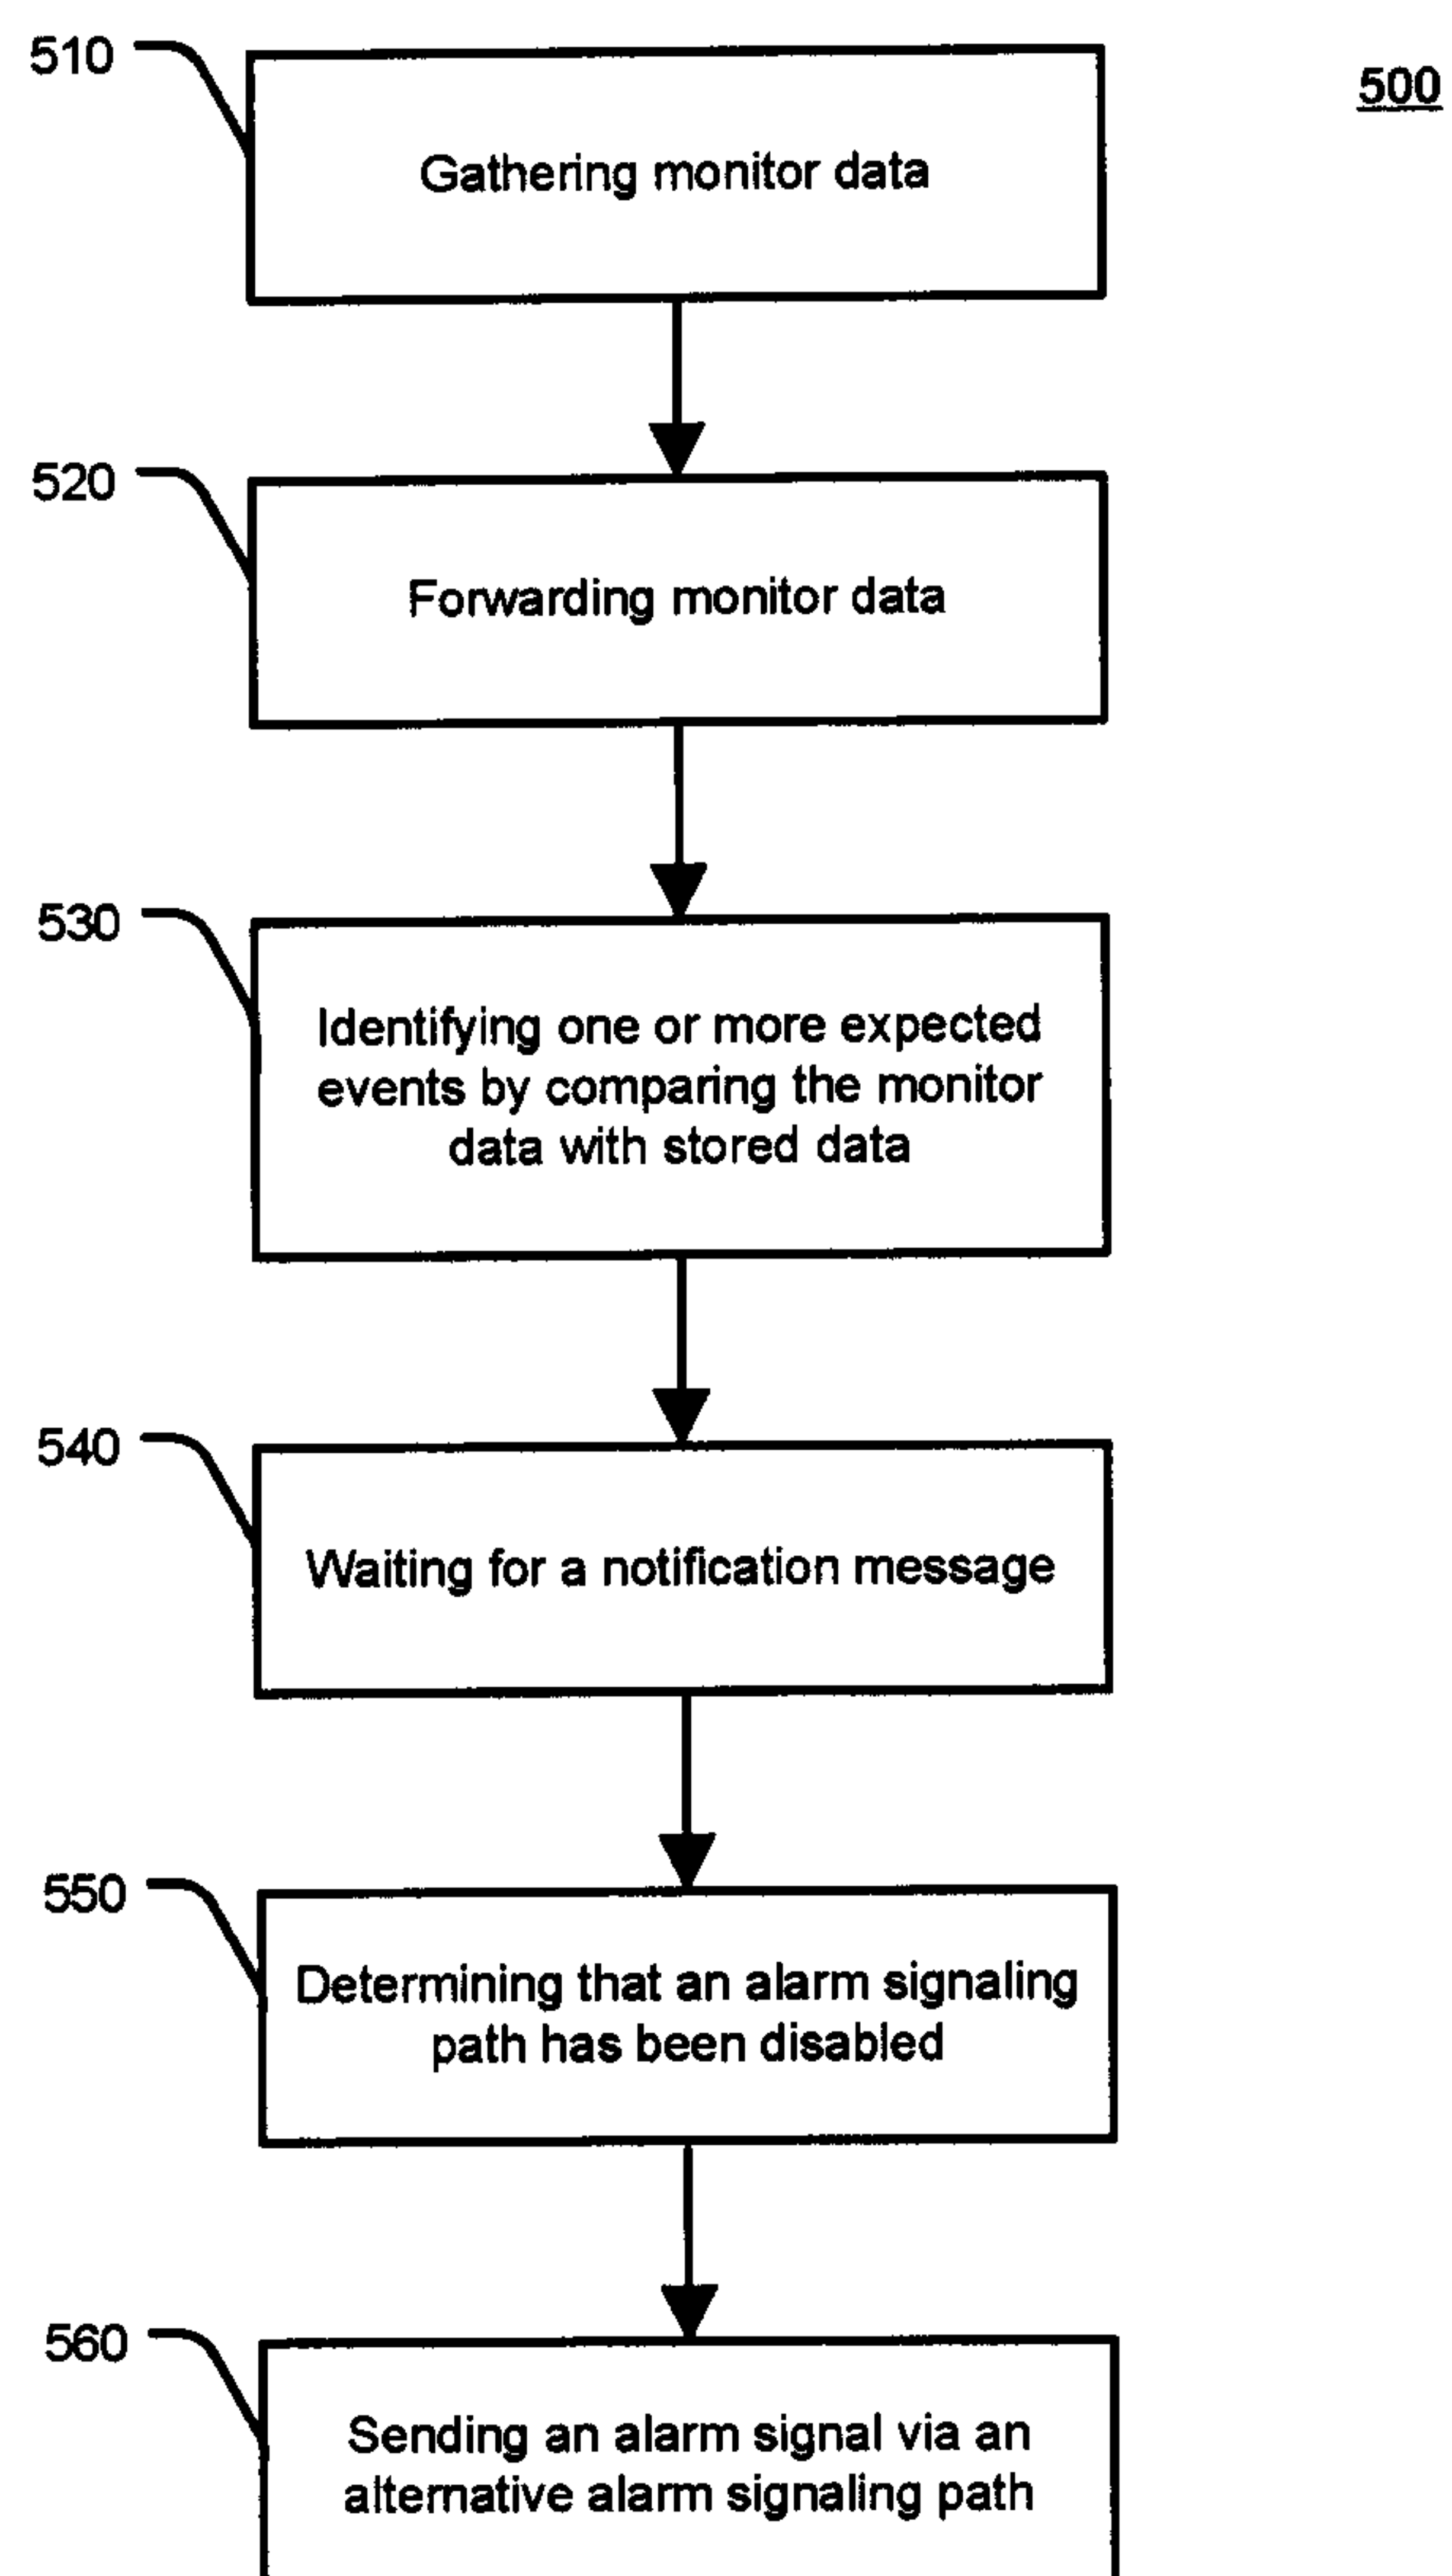 510
500
Gathering monitor data
520
Forwarding monitor data
530
Identifying one or more expected
events by comparing the monitor
data with stored data
540
Waiting for a notification message
550
Determining that an alarm signaling
path has been disabled
560
Sending an alarm signal via an
alternative alarm signaling path